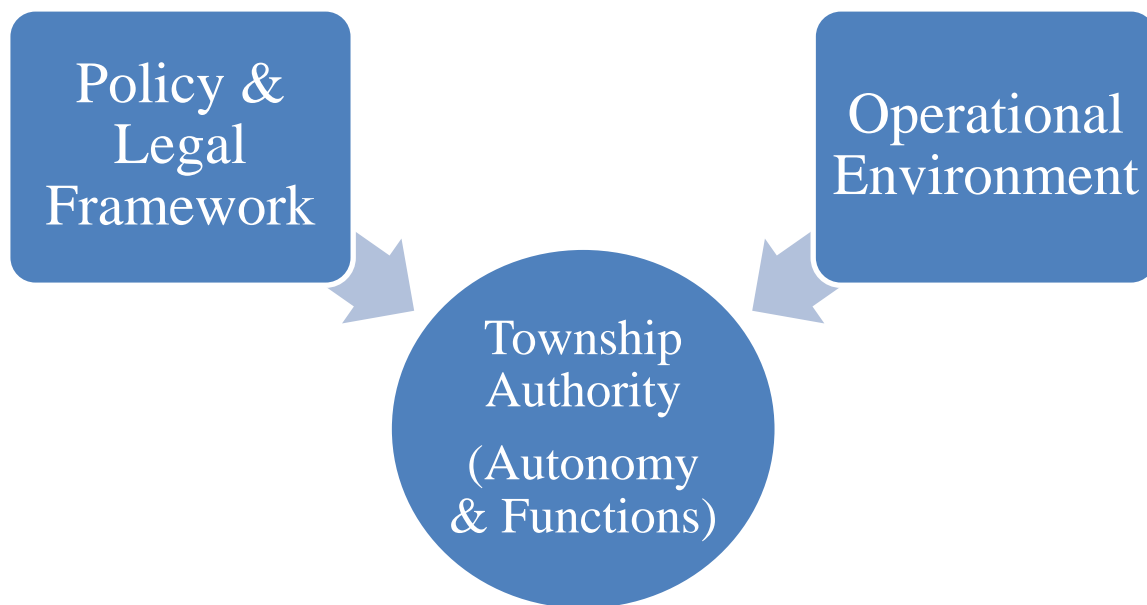 Policy &
Legal
Framework
Operational
Environment
Township
Authority
(Autonomy
& Functions)